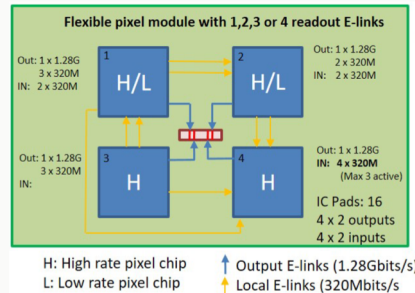 Flexible pixel module with 1,2,3 or 4 readout E-links
Out: 1 x 1.28G
3 x 320M
IN: 2 x 320M
1
H/L
2
H/L
Out: 1 x 1.28G
2 x 320M
IN: 2 x 320M
Out: 1 x 1.28G
3 x 320M
IN:
3
H
4
H
Out: 1 x 1.28G
IN: 4 x 320M
(Max 3 active)
IC Pads: 16
4 x 2 outputs
4 x 2 inputs
H: High rate pixel chip
L: Low rate pixel chip
Output E-links (1.28Gbits/s)
Local E-links (320Mbits/s